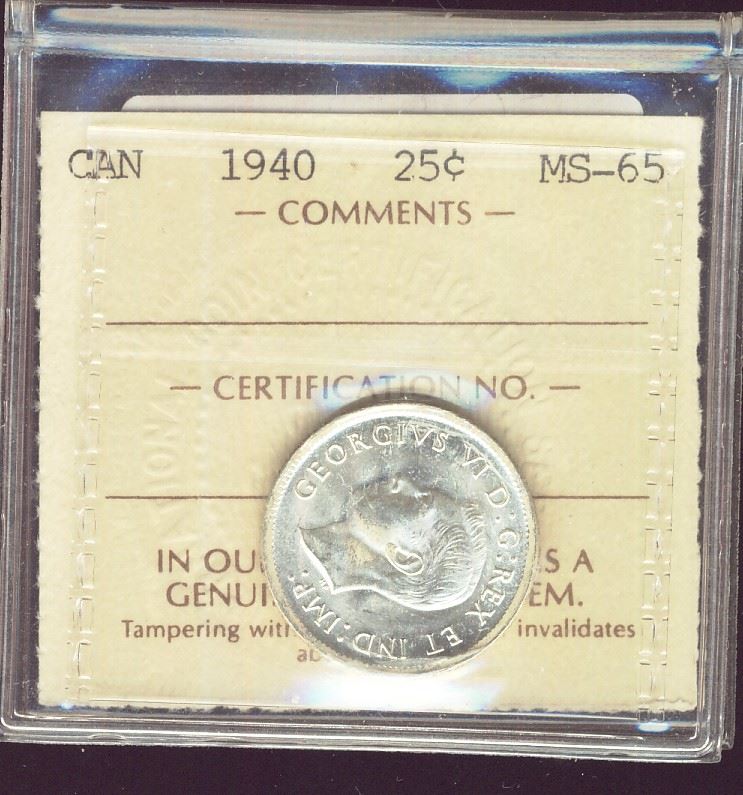 CAN 1940 25¢ MS-65
— COMMENTS —
— CERTIFICATION NO. —
GEORGIVS VI D:G:REX ET IND:IMP:
IN OU S A
GENUI EM.
Tampering with invalidates
ab